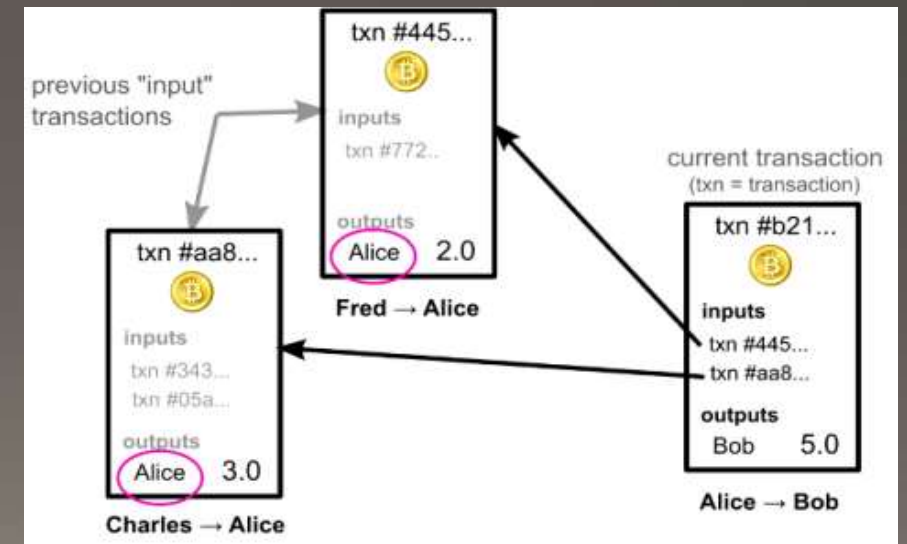 previous "input"
transactions
txn #445...
inputs
txn #772..
outputs
Alice 2.0
Fred → Alice
txn #aa8...
inputs
txn #343...
txn #05a...
outputs
Alice 3.0
Charles → Alice
current transaction
(txn = transaction)
txn #b21...
inputs
txn #445...
txn #aa8...
outputs
Bob 5.0
Alice → Bob